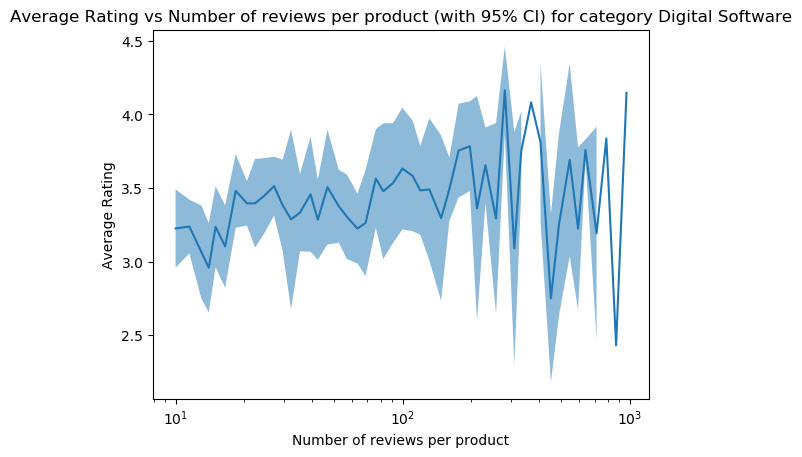 Average Rating vs Number of reviews per product (with 95% CI) for category Digital Software
4.5
4.0
3.5
3.0
2.5
Average Rating
10¹ 10² 10³
Number of reviews per product